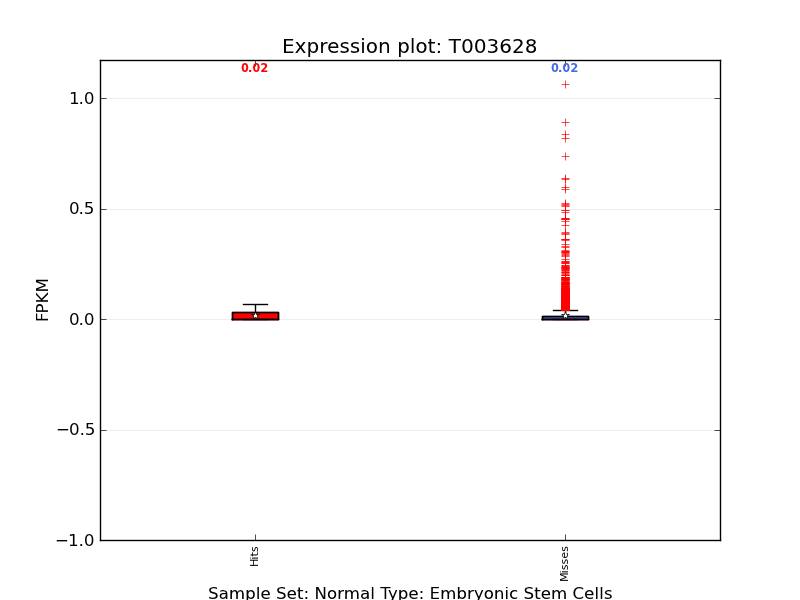 Expression plot: T003628
0.02
0.02
1.0
0.5
0.0
−0.5
−1.0
FPKM
Hits
Misses
Sample Set: Normal Type: Embryonic Stem Cells